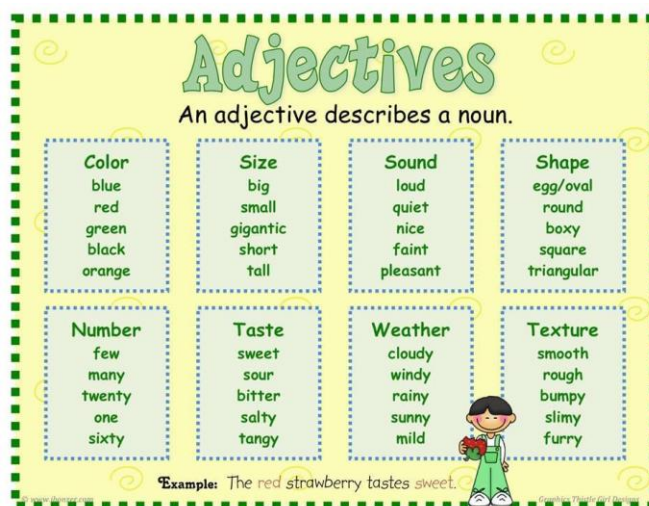 Adjectives
An adjective describes a noun.
Color
blue
red
green
black
orange
Size
big
small
gigantic
short
tall
Sound
loud
quiet
nice
faint
pleasant
Shape
egg/oval
round
boxy
square
triangular
Number
few
many
twenty
one
sixty
Taste
sweet
sour
bitter
salty
tangy
Weather
cloudy
windy
rainy
sunny
mild
Texture
smooth
rough
bumpy
slimy
furry
Example: The red strawberry tastes sweet.
Graphics Thistle Girl Designs